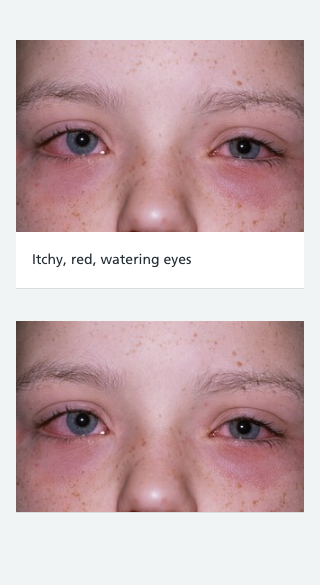 Itchy, red, watering eyes